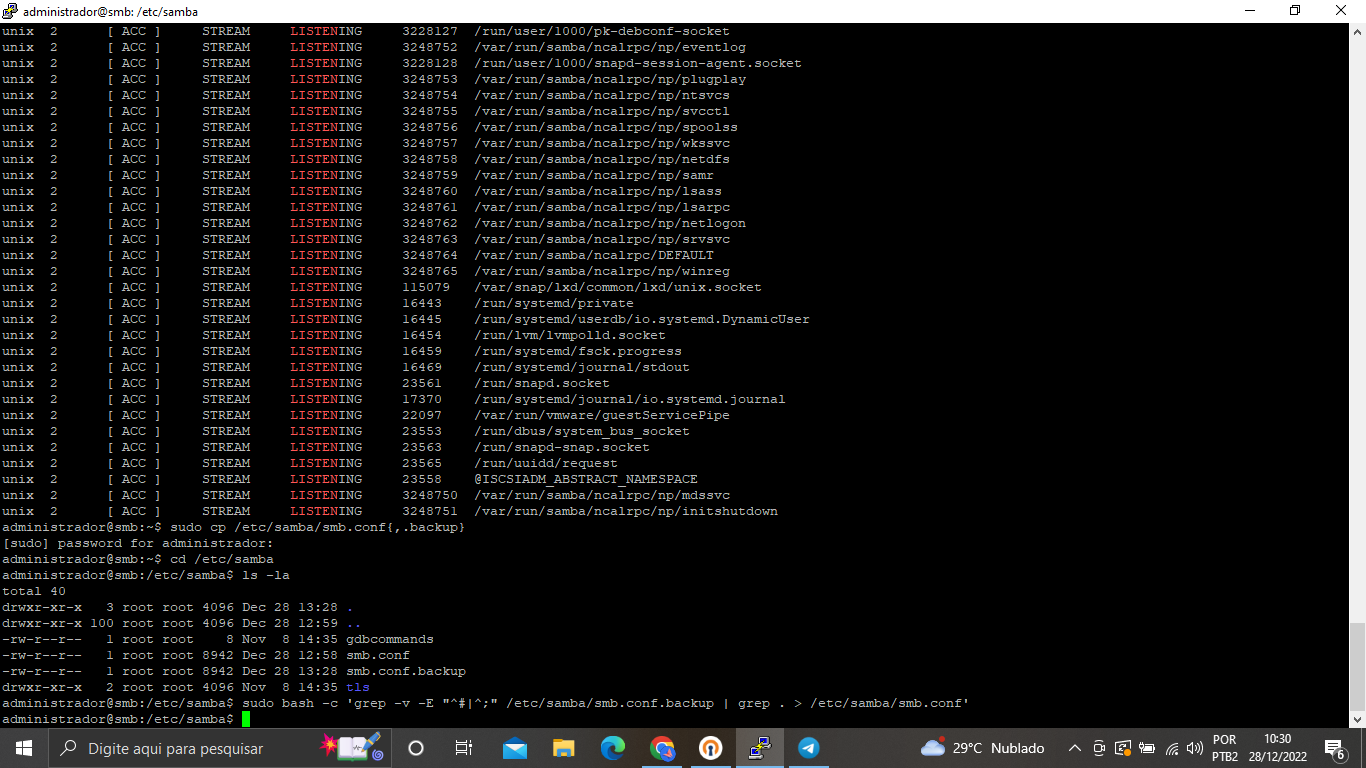 administrador@smb: /etc/samba
unix  2      [ ACC ]     STREAM     LISTENING     3228127  /run/user/1000/pk-debconf-socket
unix  2      [ ACC ]     STREAM     LISTENING     3248752  /var/run/samba/ncalrpc/np/eventlog
unix  2      [ ACC ]     STREAM     LISTENING     3228128  /run/user/1000/snapd-session-agent.socket
unix  2      [ ACC ]     STREAM     LISTENING     3248753  /var/run/samba/ncalrpc/np/plugplay
unix  2      [ ACC ]     STREAM     LISTENING     3248754  /var/run/samba/ncalrpc/np/ntsvcs
unix  2      [ ACC ]     STREAM     LISTENING     3248755  /var/run/samba/ncalrpc/np/svcctl
unix  2      [ ACC ]     STREAM     LISTENING     3248756  /var/run/samba/ncalrpc/np/spoolss
unix  2      [ ACC ]     STREAM     LISTENING     3248757  /var/run/samba/ncalrpc/np/wkssvc
unix  2      [ ACC ]     STREAM     LISTENING     3248758  /var/run/samba/ncalrpc/np/netdfs
unix  2      [ ACC ]     STREAM     LISTENING     3248759  /var/run/samba/ncalrpc/np/samr
unix  2      [ ACC ]     STREAM     LISTENING     3248760  /var/run/samba/ncalrpc/np/lsass
unix  2      [ ACC ]     STREAM     LISTENING     3248761  /var/run/samba/ncalrpc/np/lsarpc
unix  2      [ ACC ]     STREAM     LISTENING     3248762  /var/run/samba/ncalrpc/np/netlogon
unix  2      [ ACC ]     STREAM     LISTENING     3248763  /var/run/samba/ncalrpc/np/srvsvc
unix  2      [ ACC ]     STREAM     LISTENING     3248764  /var/run/samba/ncalrpc/DEFAULT
unix  2      [ ACC ]     STREAM     LISTENING     3248765  /var/run/samba/ncalrpc/np/winreg
unix  2      [ ACC ]     STREAM     LISTENING     115079   /var/snap/lxd/common/lxd/unix.socket
unix  2      [ ACC ]     STREAM     LISTENING     16443    /run/systemd/private
unix  2      [ ACC ]     STREAM     LISTENING     16445    /run/systemd/userdb/io.systemd.DynamicUser
unix  2      [ ACC ]     STREAM     LISTENING     16454    /run/lvm/lvmpolld.socket
unix  2      [ ACC ]     STREAM     LISTENING     16459    /run/systemd/fsck.progress
unix  2      [ ACC ]     STREAM     LISTENING     16469    /run/systemd/journal/stdout
unix  2      [ ACC ]     STREAM     LISTENING     23561    /run/snapd.socket
unix  2      [ ACC ]     STREAM     LISTENING     17370    /run/systemd/journal/io.systemd.journal
unix  2      [ ACC ]     STREAM     LISTENING     22097    /var/run/vmware/guestServicePipe
unix  2      [ ACC ]     STREAM     LISTENING     23553    /run/dbus/system_bus_socket
unix  2      [ ACC ]     STREAM     LISTENING     23563    /run/snapd-snap.socket
unix  2      [ ACC ]     STREAM     LISTENING     23565    /run/uuidd/request
unix  2      [ ACC ]     STREAM     LISTENING     23558    @ISCSIADM_ABSTRACT_NAMESPACE
unix  2      [ ACC ]     STREAM     LISTENING     3248750  /var/run/samba/ncalrpc/np/mdssvc
unix  2      [ ACC ]     STREAM     LISTENING     3248751  /var/run/samba/ncalrpc/np/initshutdown
administrador@smb:~$ sudo cp /etc/samba/smb.conf{,.backup}
[sudo] password for administrador:
administrador@smb:~$ cd /etc/samba
administrador@smb:/etc/samba$ ls -la
total 40
drwxr-xr-x   3 root root 4096 Dec 28 13:28 .
drwxr-xr-x 100 root root 4096 Dec 28 12:59 ..
-rw-r--r--   1 root root    8 Nov  8 14:35 gdbcommands
-rw-r--r--   1 root root 8942 Dec 28 12:58 smb.conf
-rw-r--r--   1 root root 8942 Dec 28 13:28 smb.conf.backup
drwxr-xr-x   2 root root 4096 Nov  8 14:35 tls
administrador@smb:/etc/samba$ sudo bash -c 'grep -v -E "^#|^;" /etc/samba/smb.conf.backup | grep . > /etc/samba/smb.conf'
administrador@smb:/etc/samba$
Digite aqui para pesquisar
29°C Nublado
POR
PTB2
10:30
28/12/2022
6